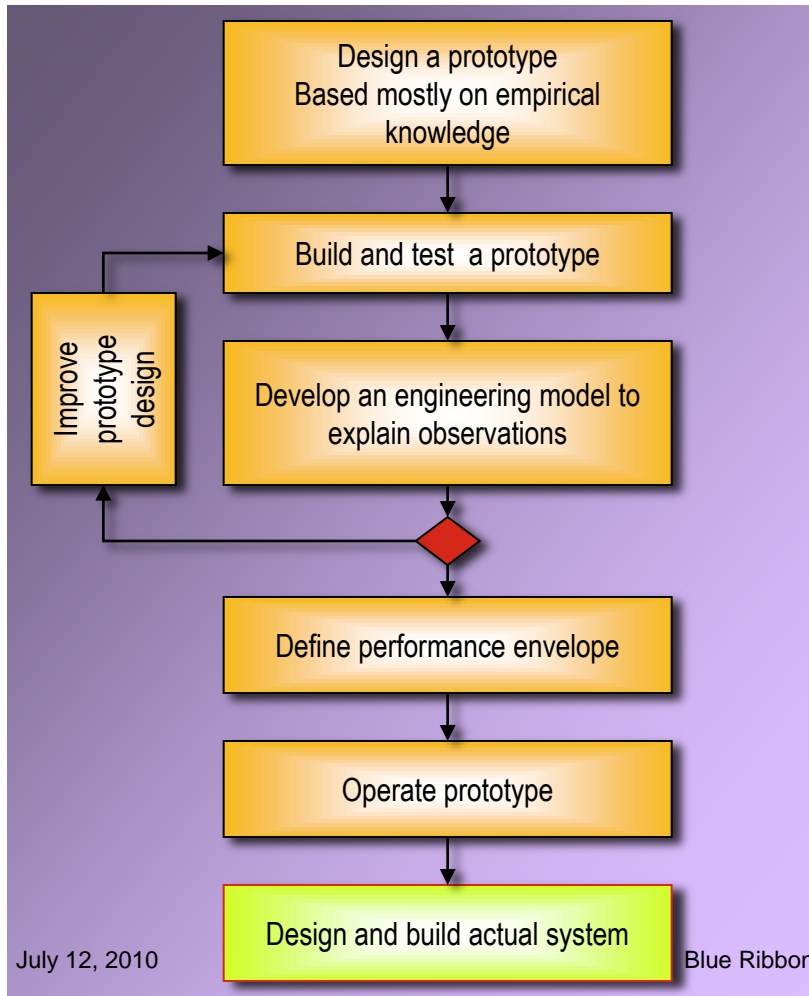 Design a prototype
Based mostly on empirical
knowledge
Build and test  a prototype
Improve
prototype
design
Develop an engineering model to
explain observations
Define performance envelope
Operate prototype
Design and build actual system
July 12, 2010
Blue Ribbon